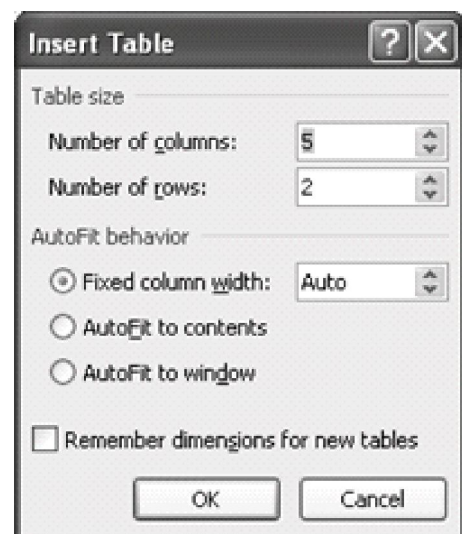 Insert Table ? X
Table size
Number of columns: 5
Number of rows: 2
AutoFit behavior
Fixed column width: Auto
AutoFit to contents
AutoFit to window
Remember dimensions for new tables
OK Cancel